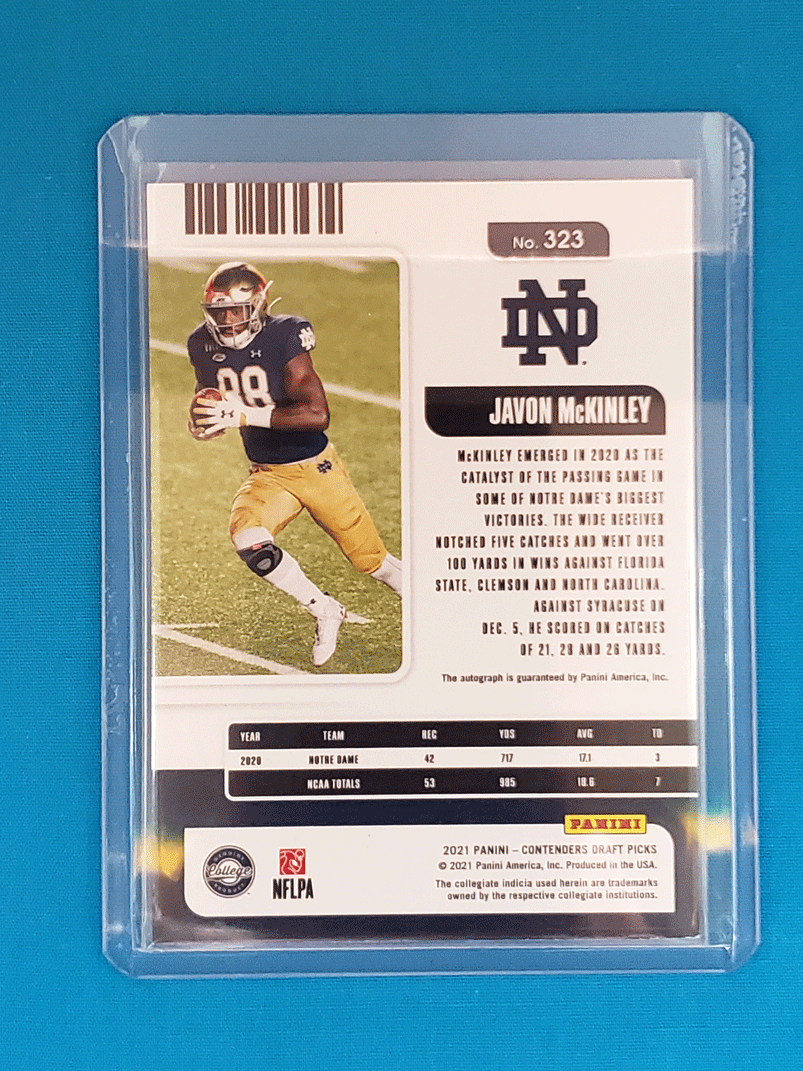 No. 323
ND
JAVON McKINLEY
McKINLEY EMERGED IN 2020 AS THE
CATALYST OF THE PASSING GAME IN
SOME OF NOTRE DAME'S BIGGEST
VICTORIES. THE WIDE RECEIVER
NOTCHED FIVE CATCHES AND WENT OVER
100 YARDS IN WINS AGAINST FLORIDA
STATE, CLEMSON AND NORTH CAROLINA.
AGAINST SYRACUSE ON
DEC. 5, HE SCORED ON CATCHES
OF 21, 28 AND 26 YARDS.
The autograph is guaranteed by Panini America, Inc.
88
YEAR TEAM REC YDS AVG TD
2020 NOTRE DAME 42 717 17.1 3
NCAA TOTALS 53 985 18.6 7
PANINI
2021 PANINI – CONTENDERS DRAFT PICKS
© 2021 Panini America, Inc. Produced in the USA.
The collegiate indicia used herein are trademarks
owned by the respective collegiate institutions.
GENUINE
College
PRODUCT
NFLPA